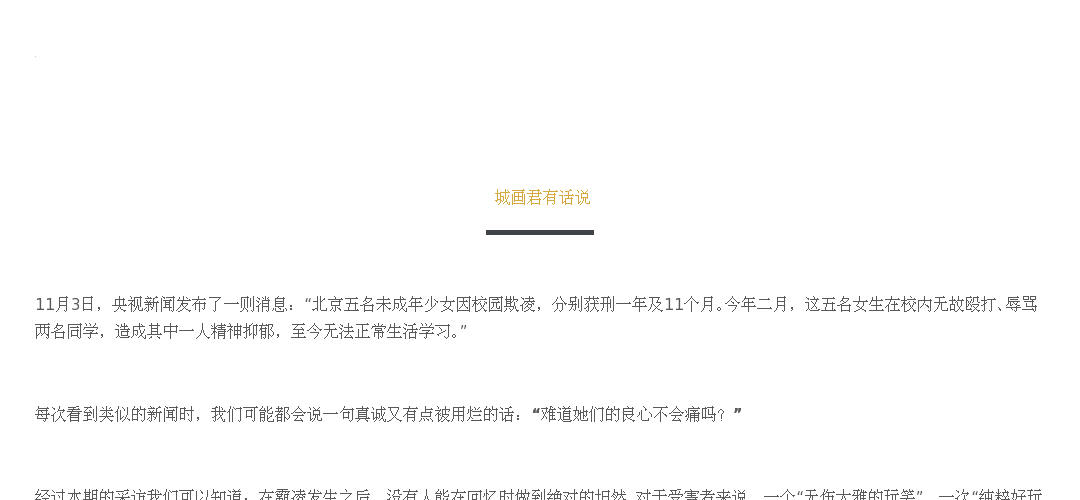 城画君有话说
11月3日，央视新闻发布了一则消息：“北京五名未成年少女因校园欺凌，分别获刑一年及11个月。今年二月，这五名女生在校内无故殴打、辱骂
两名同学，造成其中一人精神抑郁，至今无法正常生活学习。”
每次看到类似的新闻时，我们可能都会说一句真诚又有点被用烂的话：“难道她们的良心不会痛吗？”
经过本期的采访我们可以知道：在霸凌发生之后，没有人能在回忆时做到绝对的坦然。对于受害者来说，一个“无伤大雅的玩笑”，一次“纯粹好玩